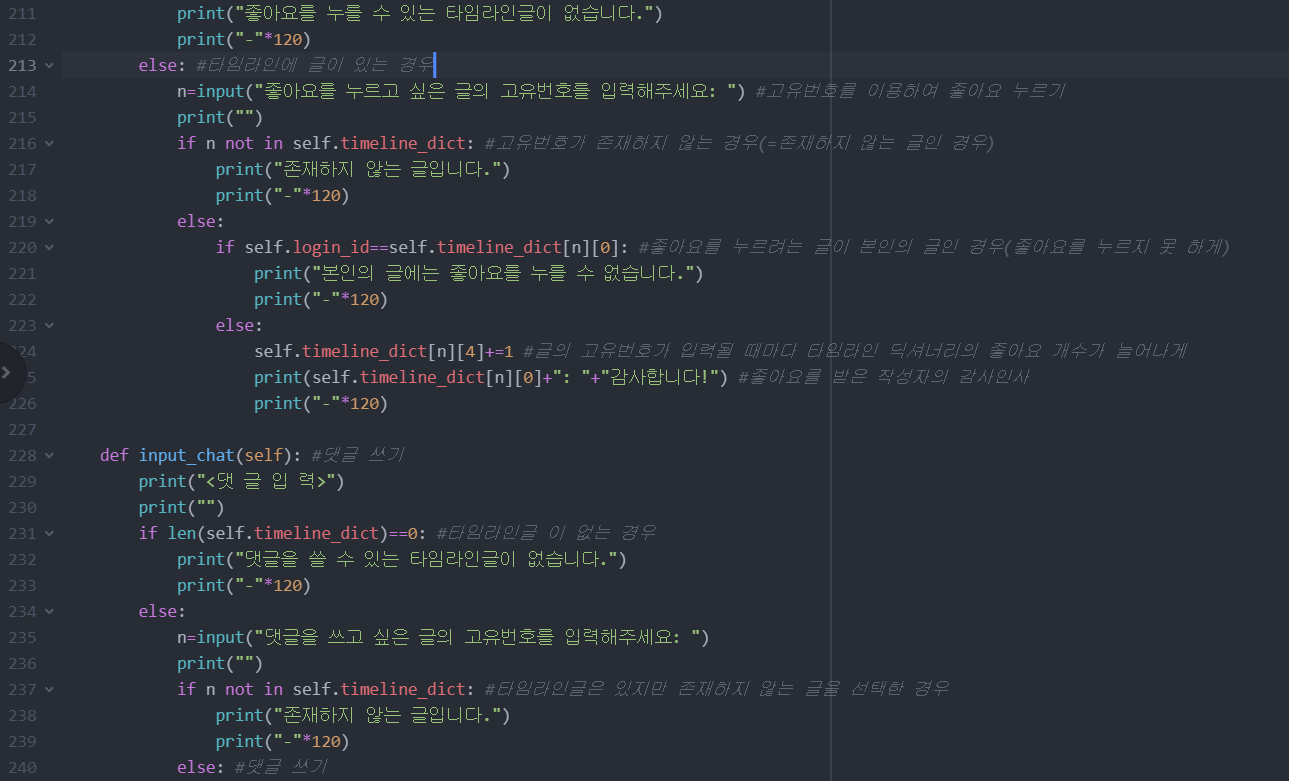 211 print("좋아요를 누를 수 있는 타임라인글이 없습니다.")
212 print("-"*120)
213 else: #타임라인에 글이 있는 경우
214 n=input("좋아요를 누르고 싶은 글의 고유번호를 입력해주세요: ") #고유번호를 이용하여 좋아요 누르기
215 print("")
216 if n not in self.timeline_dict: #고유번호가 존재하지 않는 경우(=존재하지 않는 글인 경우)
217 print("존재하지 않는 글입니다.")
218 print("-"*120)
219 else:
220 if self.login_id==self.timeline_dict[n][0]: #좋아요를 누르려는 글이 본인의 글인 경우(좋아요를 누르지 못 하게)
221 print("본인의 글에는 좋아요를 누를 수 없습니다.")
222 print("-"*120)
223 else:
24 self.timeline_dict[n][4]+=1 #글의 고유번호가 입력될 때마다 타임라인 딕셔너리의 좋아요 개수가 늘어나게
5 print(self.timeline_dict[n][0]+": "+"감사합니다!") #좋아요를 받은 작성자의 감사인사
226 print("-"*120)
227
228 def input_chat(self): #댓글 쓰기
229 print("<댓 글 입 력>")
230 print("")
231 if len(self.timeline_dict)==0: #타임라인글 이 없는 경우
232 print("댓글을 쓸 수 있는 타임라인글이 없습니다.")
233 print("-"*120)
234 else:
235 n=input("댓글을 쓰고 싶은 글의 고유번호를 입력해주세요: ")
236 print("")
237 if n not in self.timeline_dict: #타임라인글은 있지만 존재하지 않는 글을 선택한 경우
238 print("존재하지 않는 글입니다.")
239 print("-"*120)
240 else: #댓글 쓰기